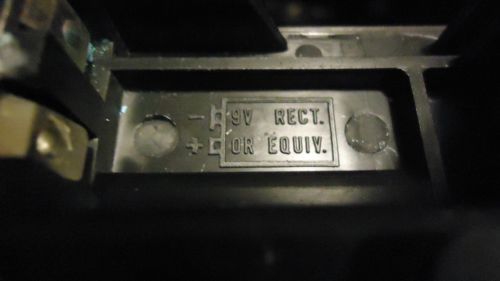 - 9V RECT.
+ OR EQUIV.